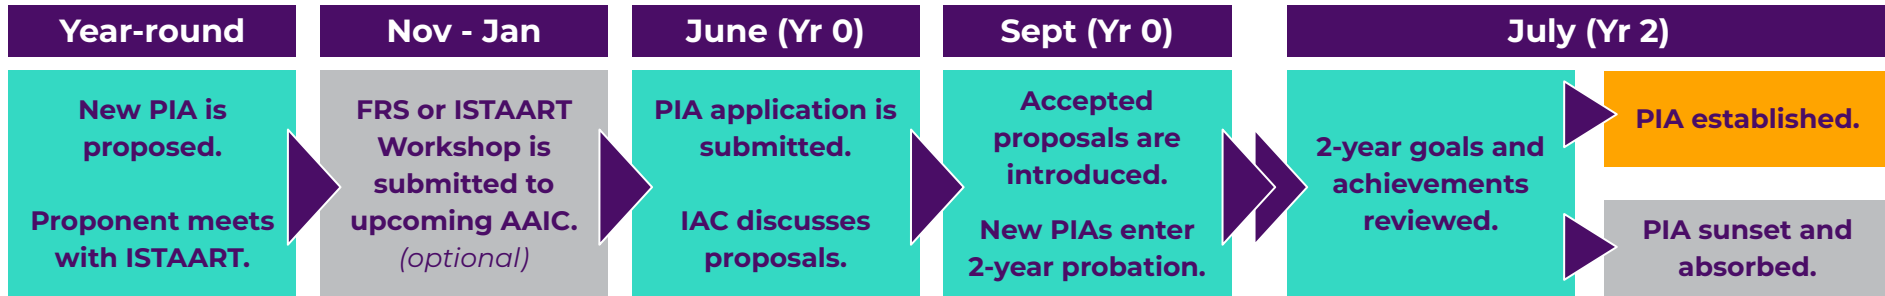 Year-round
New PIA is
proposed.
Proponent meets
with ISTAART.
Nov - Jan
FRS or ISTAART
Workshop is
submitted to
upcoming AAIC.
(optional)
June (Yr 0)
PIA application is
submitted.
IAC discusses
proposals.
Sept (Yr 0)
Accepted
proposals are
introduced.
New PIAs enter
2-year probation.
July (Yr 2)
2-year goals and
achievements
reviewed.
PIA established.
PIA sunset and
absorbed.